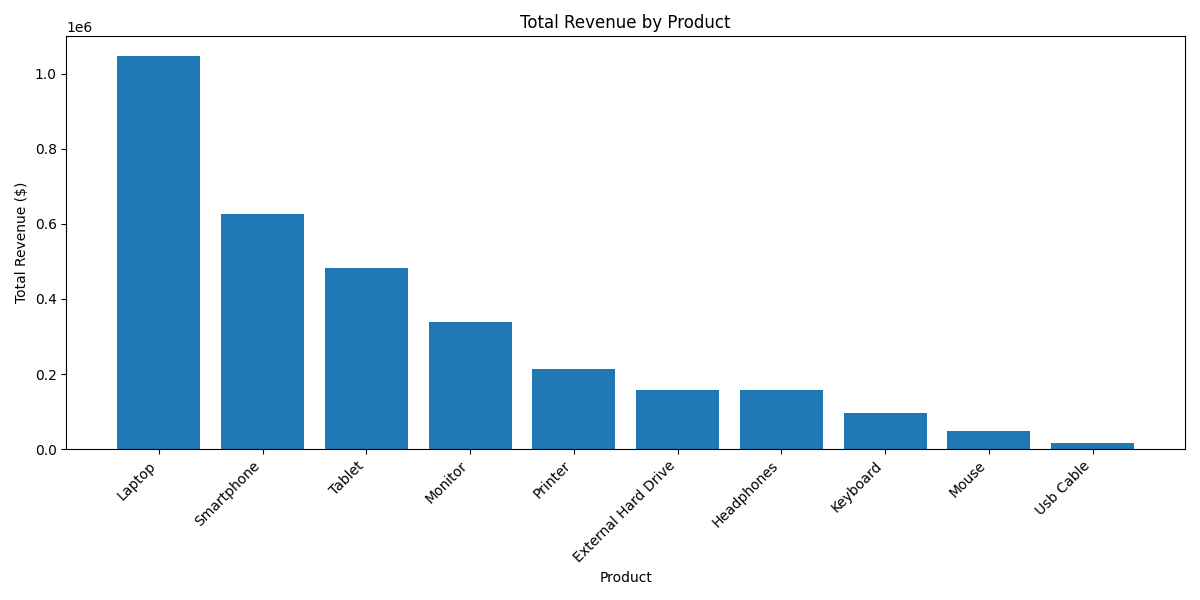 Total Revenue by Product
1e6
1.0
0.8
0.6
0.4
0.2
0.0
Total Revenue ($)
Laptop
Smartphone
Tablet
Monitor
Printer
External Hard Drive
Headphones
Keyboard
Mouse
Usb Cable
Product